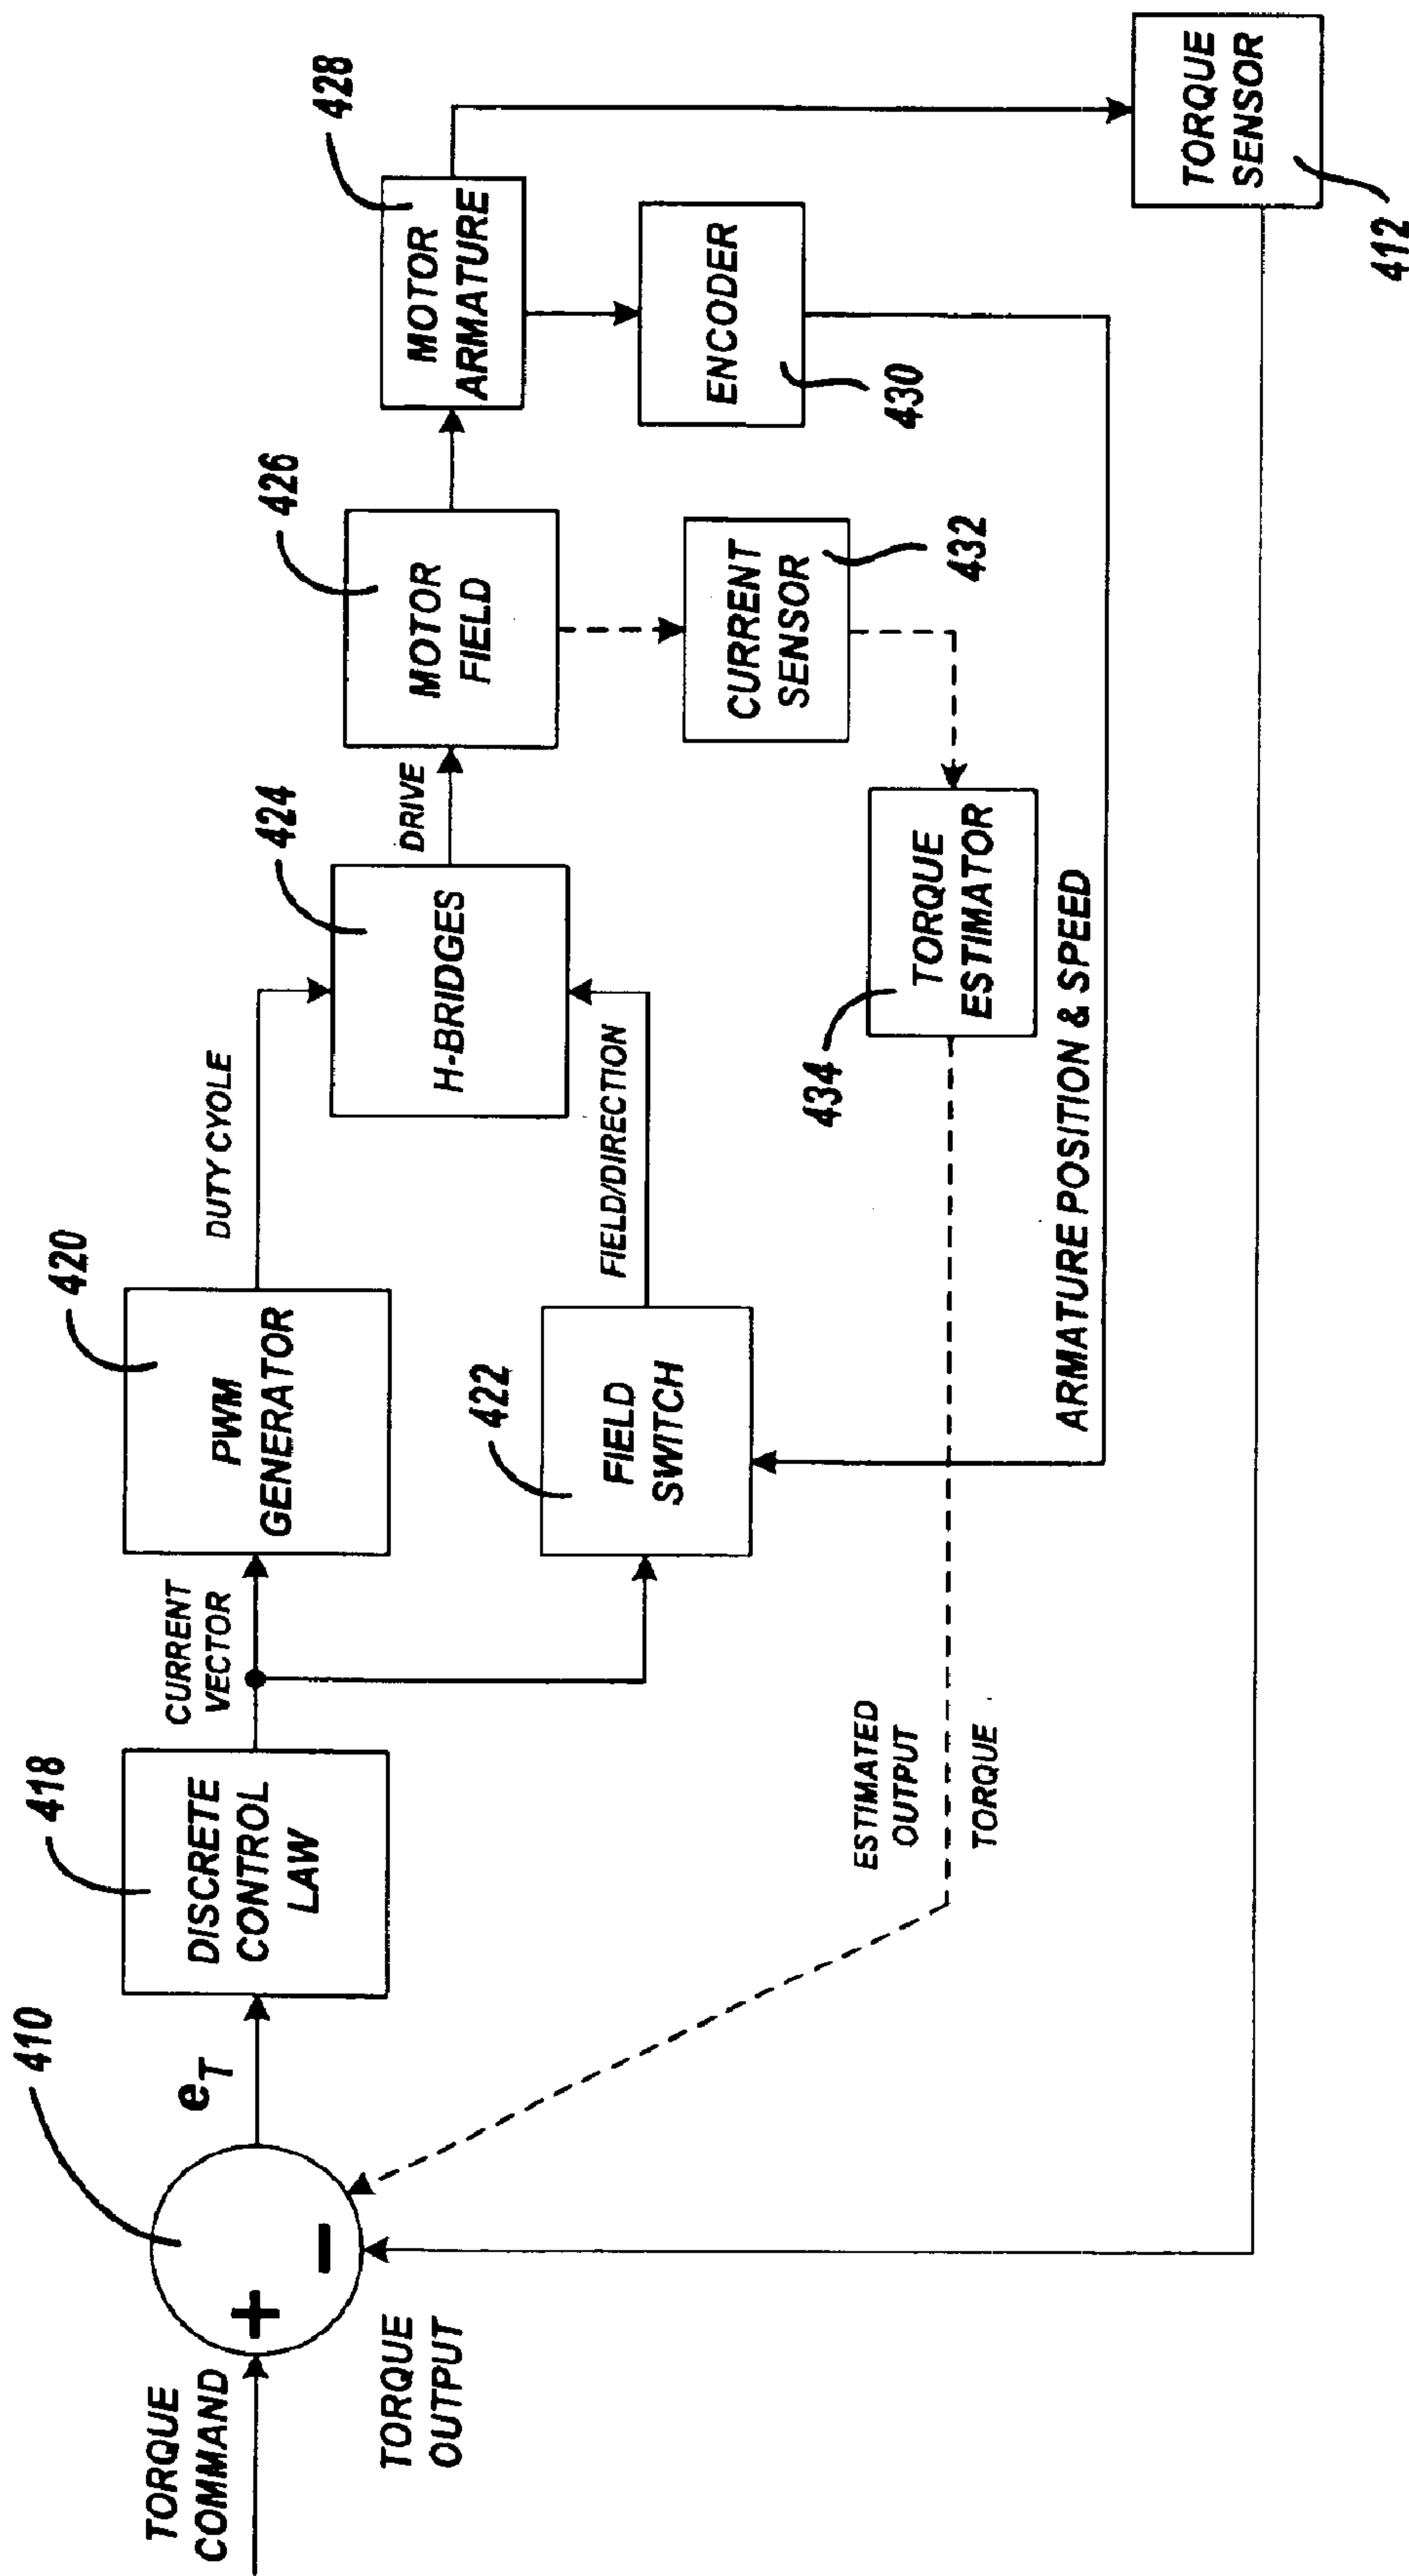 TORQUE
COMMAND
410
+
−
TORQUE
OUTPUT
eT
418
DISCRETE
CONTROL
LAW
CURRENT
VECTOR
420
PWM
GENERATOR
DUTY CYOLE
422
FIELD
SWITCH
FIELD/DIRECTION
424
H-BRIDGES
DRIVE
426
MOTOR
FIELD
428
MOTOR
ARMATURE
ENCODER
430
CURRENT
SENSOR
432
434
TORQUE
ESTIMATOR
ESTIMATED
OUTPUT
TORQUE
ARMATURE POSITION & SPEED
TORQUE
SENSOR
412